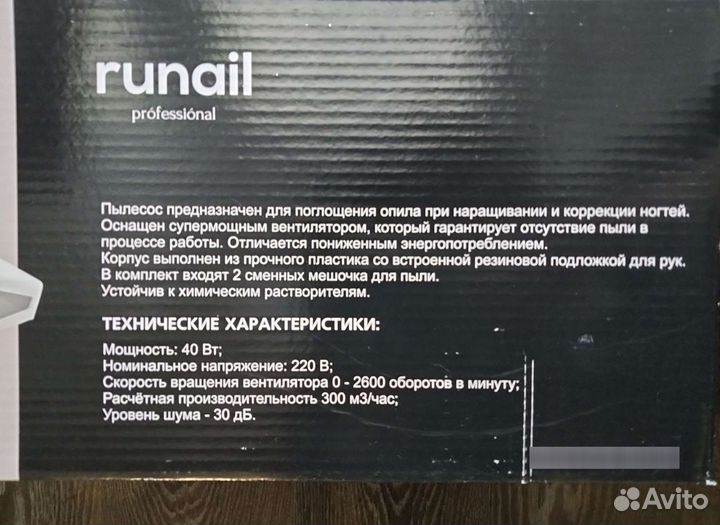 runail
prófessiónal
Пылесос предназначен для поглощения опила при наращивании и коррекции ногтей.
Оснащен супермощным вентилятором, который гарантирует отсутствие пыли в
процессе работы. Отличается пониженным энергопотреблением.
Корпус выполнен из прочного пластика со встроенной резиновой подложкой для рук.
В комплект входят 2 сменных мешочка для пыли.
Устойчив к химическим растворителям.
ТЕХНИЧЕСКИЕ ХАРАКТЕРИСТИКИ:
Мощность: 40 Вт;
Номинальное напряжение: 220 В;
Скорость вращения вентилятора 0 - 2600 оборотов в минуту;
Расчётная производительность 300 м3/час;
Уровень шума - 30 дБ.
Avito